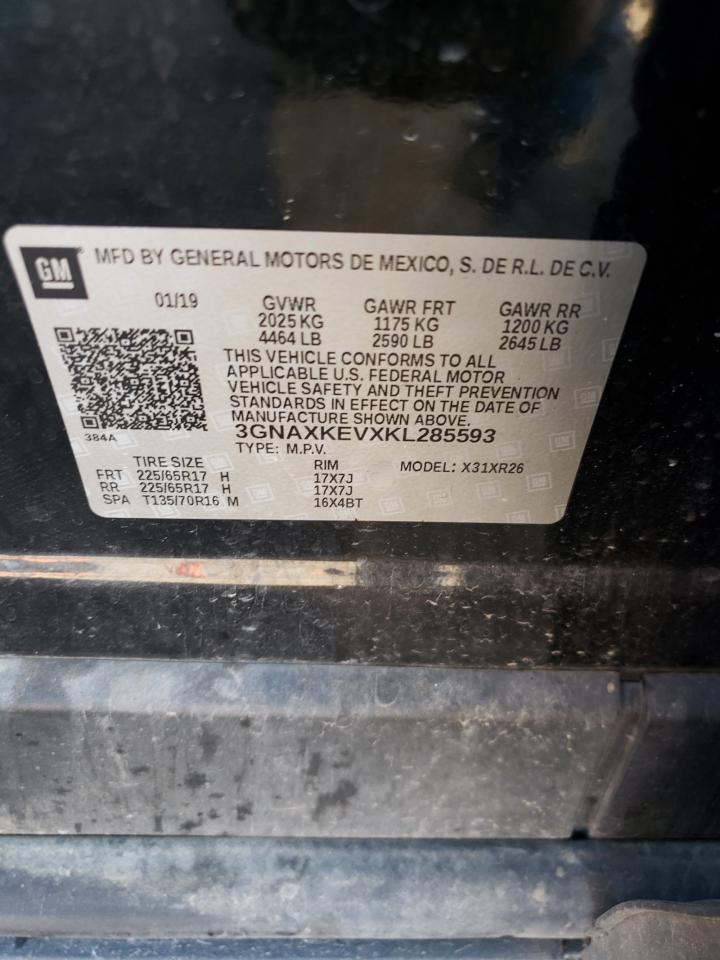 GM
MFD BY GENERAL MOTORS DE MEXICO, S. DE R.L. DE C.V.
01/19 GVWR GAWR FRT GAWR RR
2025 KG 1175 KG 1200 KG
4464 LB 2590 LB 2645 LB
THIS VEHICLE CONFORMS TO ALL
APPLICABLE U.S. FEDERAL MOTOR
VEHICLE SAFETY AND THEFT PREVENTION
STANDARDS IN EFFECT ON THE DATE OF
MANUFACTURE SHOWN ABOVE.
384A 3GNAXKEVXKL285593
TYPE: M.P.V.
TIRE SIZE RIM MODEL: X31XR26
FRT 225/65R17 H 17X7J
RR 225/65R17 H 17X7J
SPA T135/70R16 M 16X4BT